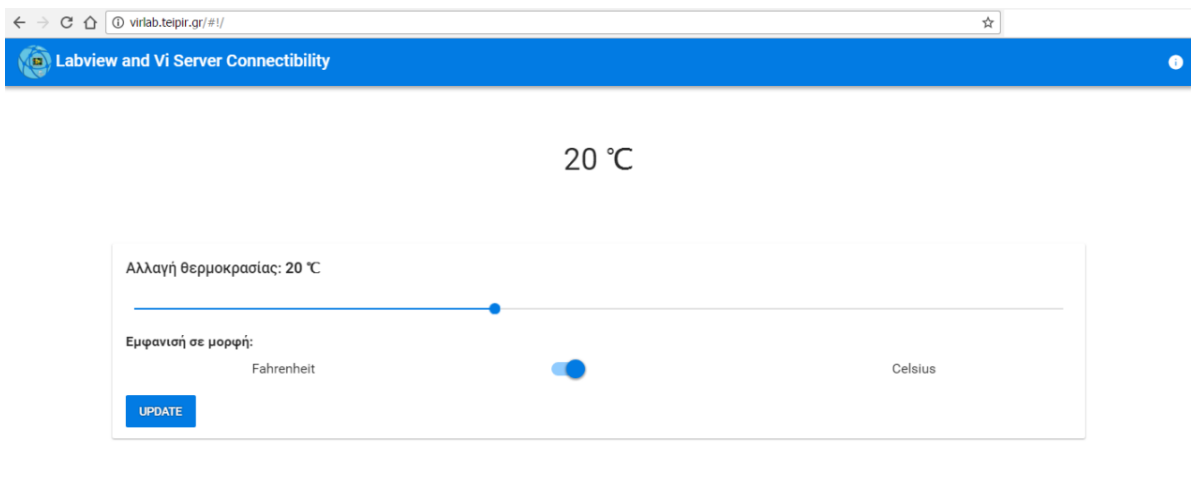 virlab.teipir.gr/#!/
Labview and Vi Server Connectibility
20 ℃
Αλλαγή θερμοκρασίας: 20 ℃
Εμφανισή σε μορφή:
Fahrenheit Celsius
UPDATE